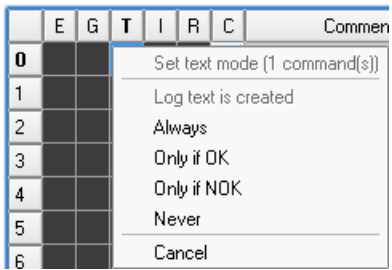 E G T I R C Commen
0 Set text mode (1 command(s))
1 Log text is created
2 Always
3 Only if OK
4 Only if NOK
5 Never
6 Cancel